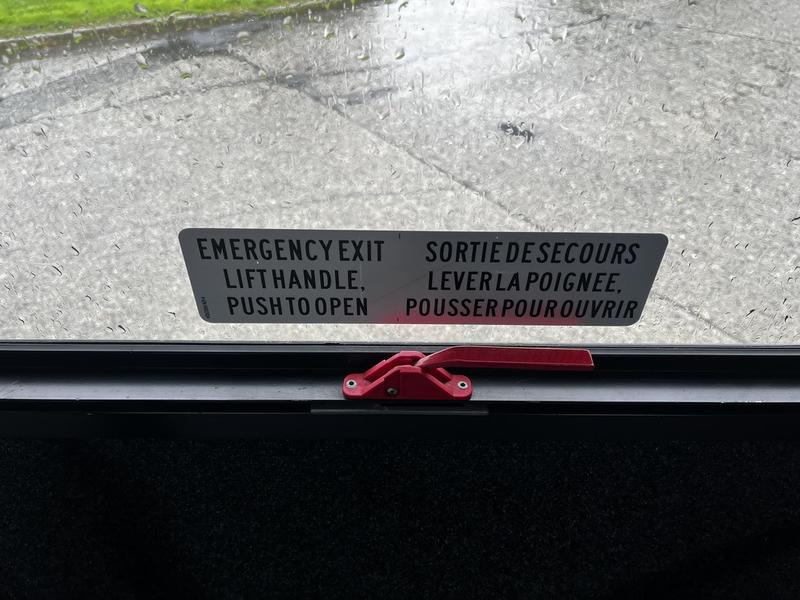 EMERGENCY EXIT
LIFT HANDLE,
PUSH TO OPEN
SORTIE DE SECOURS
LEVER LA POIGNEE,
POUSSER POUR OUVRIR